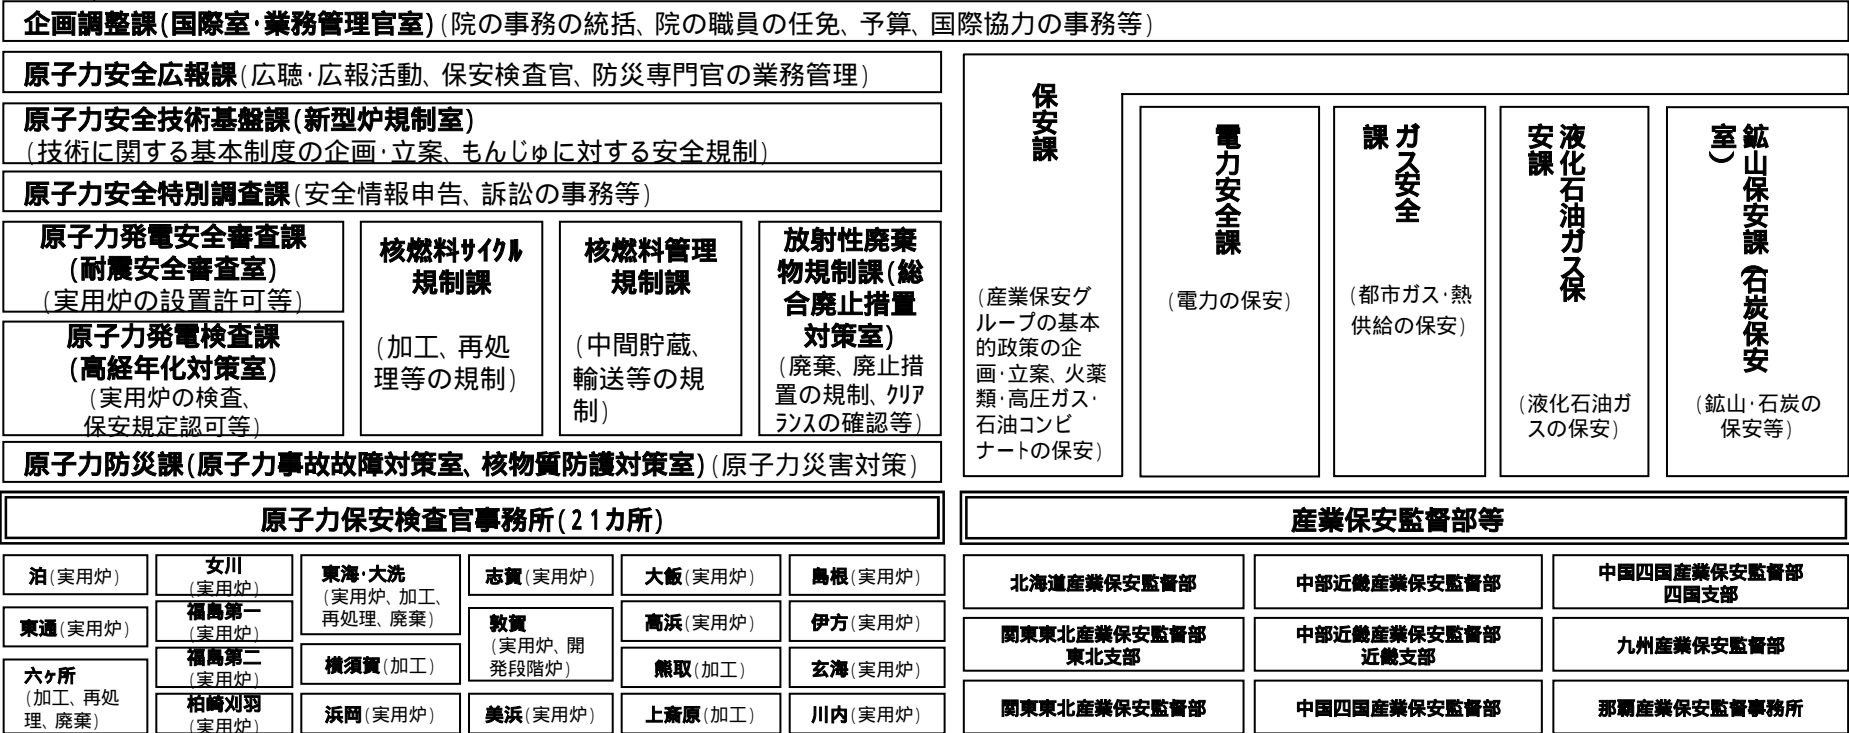 企画調整課(国際室･業務管理官室)(院の事務の統括、院の職員の任免、予算、国際協力の事務等)
原子力安全広報課(広聴･広報活動、保安検査官、防災専門官の業務管理)
原子力安全技術基盤課(新型炉規制室)
(技術に関する基本制度の企画･立案、もんじゅに対する安全規制)
原子力安全特別調査課(安全情報申告、訴訟の事務等)
原子力発電安全審査課
(耐震安全審査室)
(実用炉の設置許可等)
原子力発電検査課
(高経年化対策室)
(実用炉の検査、
保安規定認可等)
核燃料ｻｲｸﾙ
規制課
(加工、再処
理等の規制)
核燃料管理
規制課
(中間貯蔵、
輸送等の規
制)
放射性廃棄
物規制課(総
合廃止措置
対策室)
(廃棄、廃止措
置の規制、ｸﾘｱ
ﾗﾝｽの確認等)
原子力防災課(原子力事故故障対策室、核物質防護対策室)(原子力災害対策)
保安課
(産業保安グ
ループの基本
的政策の企
画･立案、火薬
類･高圧ガス･
石油コンビ
ナートの保安)
電力安全課
(電力の保安)
ガス安全
課
(都市ガス･熱
供給の保安)
液化石油ガス保
安課
(液化石油ガ
スの保安)
鉱山保安課(石炭保安
室)
(鉱山･石炭の
保安等)
原子力保安検査官事務所(21カ所)
泊(実用炉)
東通(実用炉)
六ヶ所
(加工、再処
理、廃棄)
女川
(実用炉)
福島第一
(実用炉)
福島第二
(実用炉)
柏崎刈羽
(実用炉)
東海･大洗
(実用炉、加工、
再処理、廃棄)
横須賀(加工)
浜岡(実用炉)
志賀(実用炉)
敦賀
(実用炉、開
発段階炉)
美浜(実用炉)
大飯(実用炉)
高浜(実用炉)
熊取(加工)
上斎原(加工)
島根(実用炉)
伊方(実用炉)
玄海(実用炉)
川内(実用炉)
産業保安監督部等
北海道産業保安監督部
関東東北産業保安監督部
東北支部
関東東北産業保安監督部
中部近畿産業保安監督部
中部近畿産業保安監督部
近畿支部
中国四国産業保安監督部
中国四国産業保安監督部
四国支部
九州産業保安監督部
那覇産業保安監督事務所